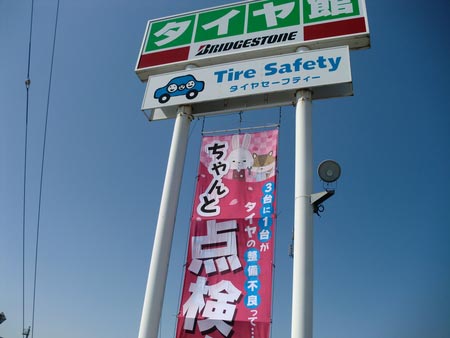 タイヤ館
BRIDGESTONE
Tire Safety
タイヤセーフティー
ちゃんと
点検
3台に1台が
タイヤの整備不良って…